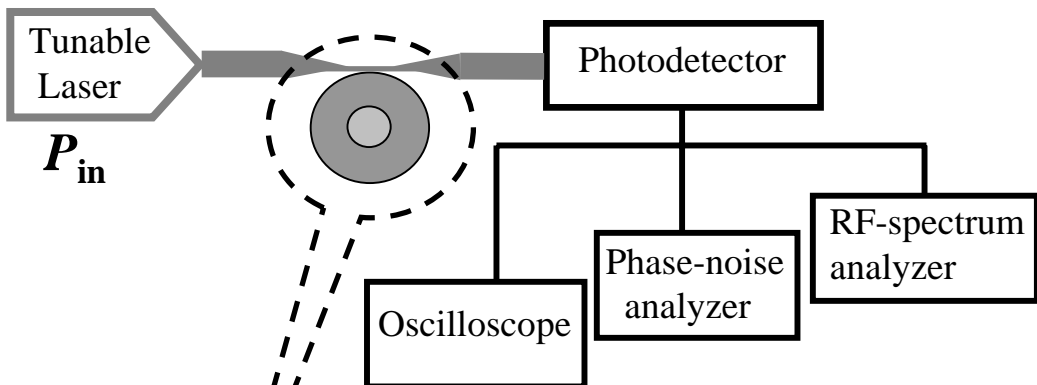 Tunable
Laser
P_in
Photodetector
Oscilloscope
Phase-noise
analyzer
RF-spectrum
analyzer